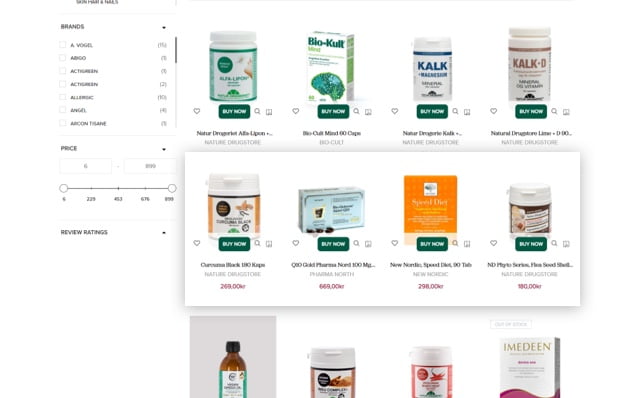 SKIN HAIR & NAILS
BRANDS
A. VOGEL (15)
ABIGO (1)
ACTIGREEN (1)
ACTIGREEN (2)
ALLERGIC (10)
ANGEL (4)
ARCON TISANE (1)
PRICE
6 - 899
6 229 453 676 899
REVIEW RATINGS
ALFA-LIPON+
Bio-Kult
mind
KALK
+MAGNESIUM
MINERAL
KALK+D
MINERAL
OG VITAMIN
BUY NOW BUY NOW BUY NOW BUY NOW
Natur Drogeriet Alfa-Lipon +... Bio-Cult Mind 60 Caps Natur Drogerie Kalk +... Natural Drugstore Lime + D 90...
NATURE DRUGSTORE BIO-CULT NATURE DRUGSTORE NATURE DRUGSTORE
CURCUMA BLACK
Speed Diet
BUY NOW BUY NOW BUY NOW BUY NOW
Curcuma Black 180 Kaps Q10 Gold Pharma Nord 100 Mg... New Nordic, Speed Diet, 90 Tab ND Phyto Series, Flea Seed Shell...
NATURE DRUGSTORE PHARMA NORTH NEW NORDIC NATURE DRUGSTORE
269,00kr 669,00kr 298,00kr 180,00kr
OUT OF STOCK
IMEDEEN